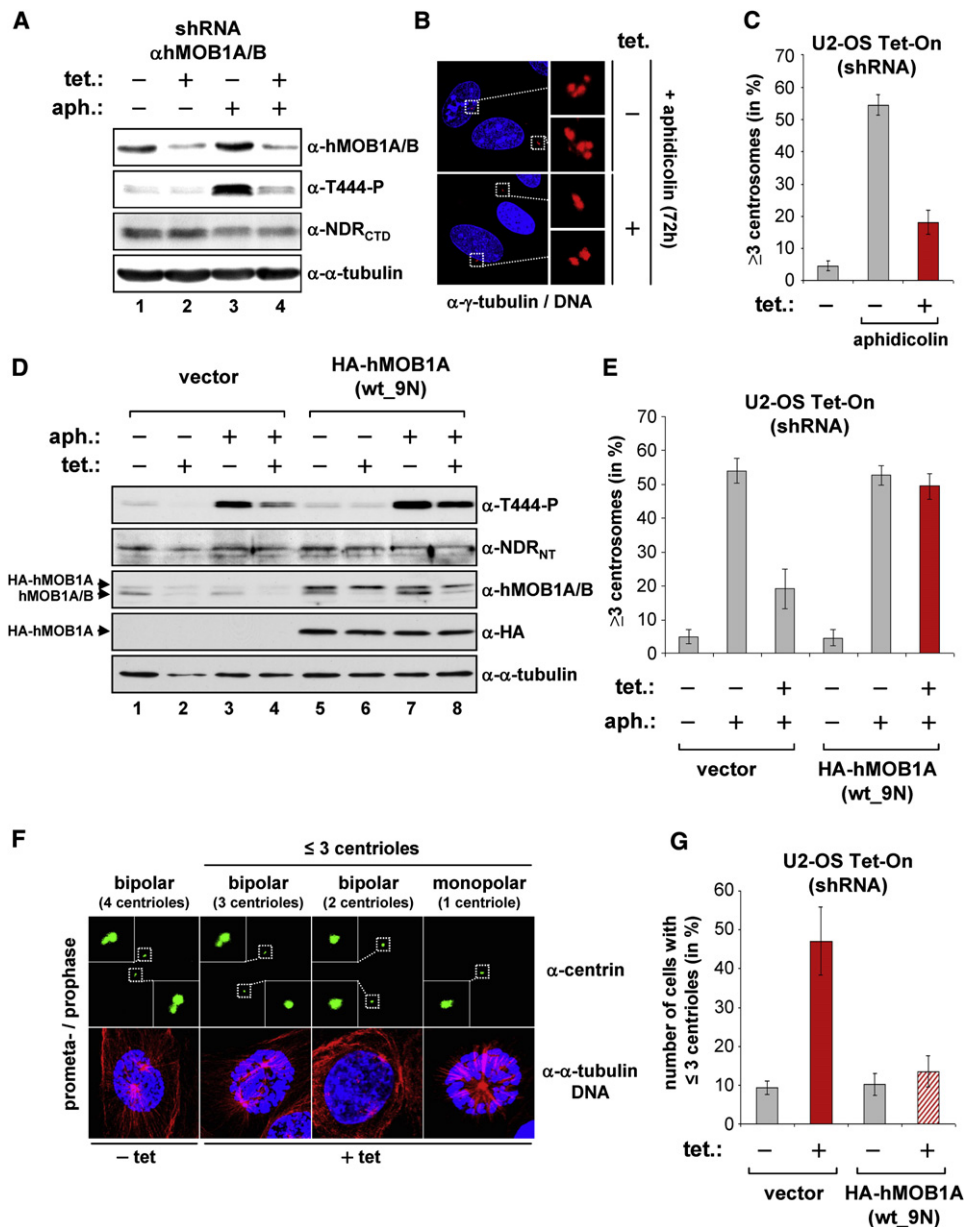 A
shRNA
αhMOB1A/B
tet.: − + − +
aph.: − − + +
α-hMOB1A/B
α-T444-P
α-NDRCTD
α-α-tubulin
1 2 3 4
B
tet.
−
+
+ aphidicolin (72h)
α-γ-tubulin / DNA
C
U2-OS Tet-On
(shRNA)
≥3 centrosomes (in %)
60
50
40
30
20
10
0
tet.: − − +
aphidicolin
D
vector
HA-hMOB1A
(wt_9N)
aph.: − − + + − − + +
tet.: − + − + − + − +
α-T444-P
α-NDRNT
HA-hMOB1A
hMOB1A/B
α-hMOB1A/B
HA-hMOB1A
α-HA
α-α-tubulin
1 2 3 4 5 6 7 8
E
U2-OS Tet-On
(shRNA)
≥3 centrosomes (in %)
70
60
50
40
30
20
10
0
tet.: − − + − − +
aph.: − + + − + +
vector
HA-hMOB1A
(wt_9N)
F
≤ 3 centrioles
bipolar
(4 centrioles)
bipolar
(3 centrioles)
bipolar
(2 centrioles)
monopolar
(1 centriole)
prometa- / prophase
α-centrin
α-α-tubulin
DNA
− tet
+ tet
G
U2-OS Tet-On
(shRNA)
number of cells with
≤ 3 centrioles (in %)
60
50
40
30
20
10
0
tet.: − + − +
vector
HA-hMOB1A
(wt_9N)